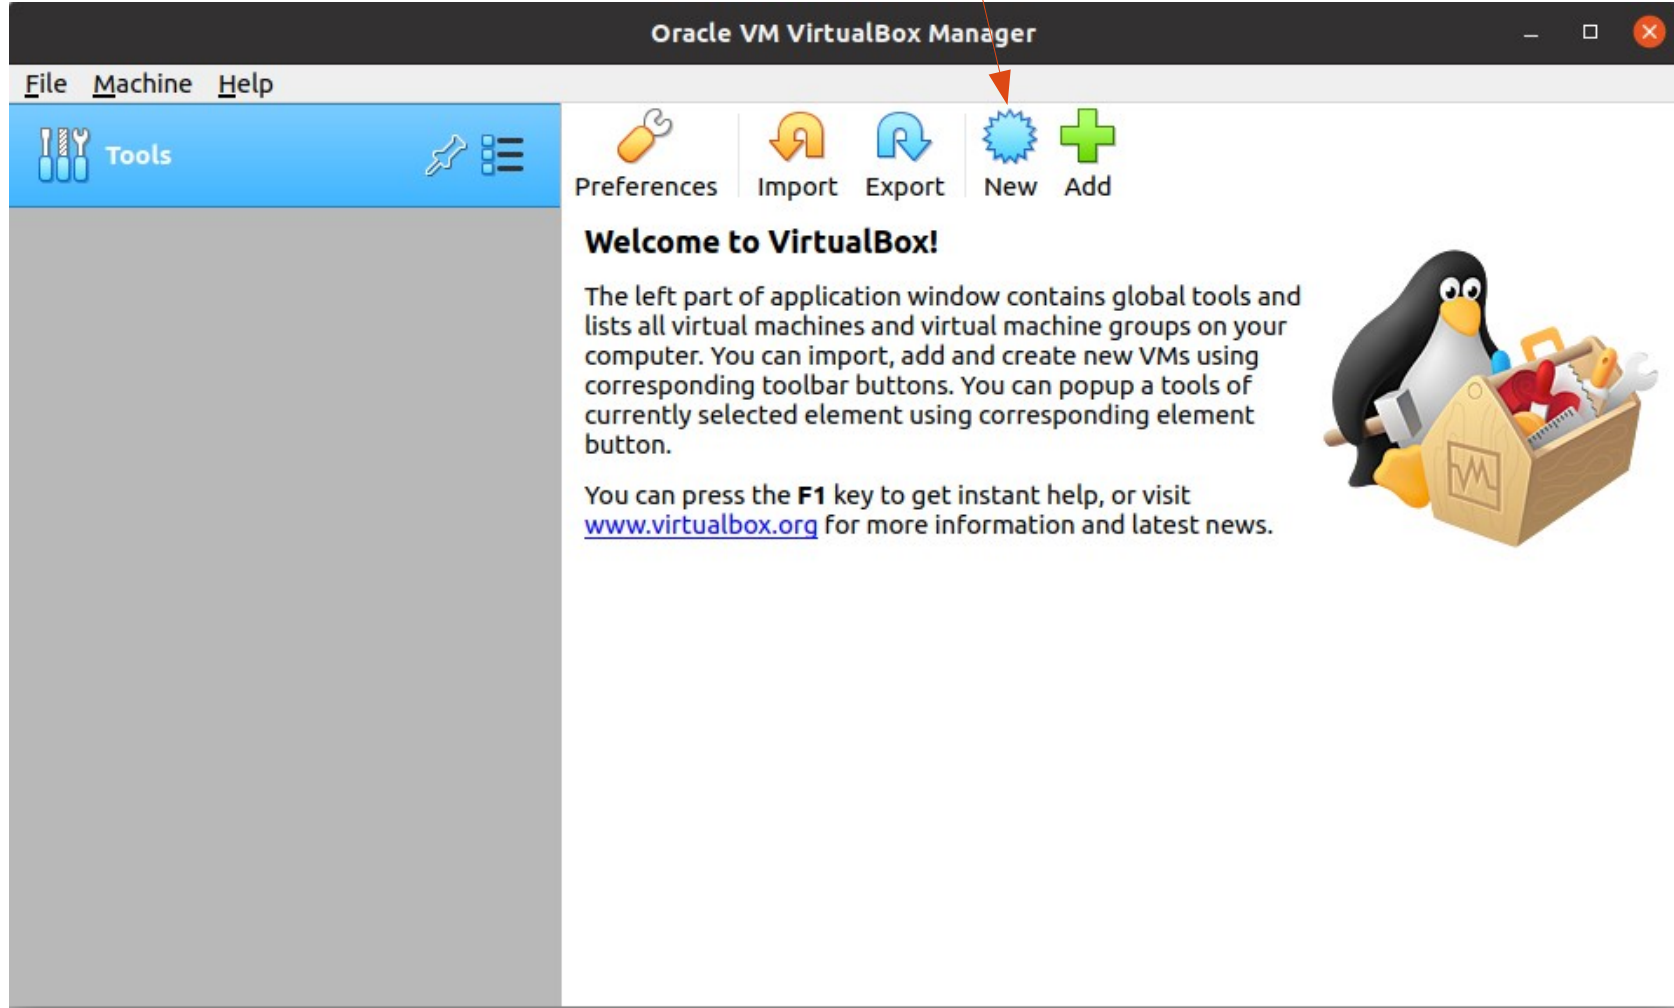 Oracle VM VirtualBox Manager
File Machine Help
Tools
Preferences Import Export New Add
Welcome to VirtualBox!
The left part of application window contains global tools and
lists all virtual machines and virtual machine groups on your
computer. You can import, add and create new VMs using
corresponding toolbar buttons. You can popup a tools of
currently selected element using corresponding element
button.
You can press the F1 key to get instant help, or visit
www.virtualbox.org for more information and latest news.